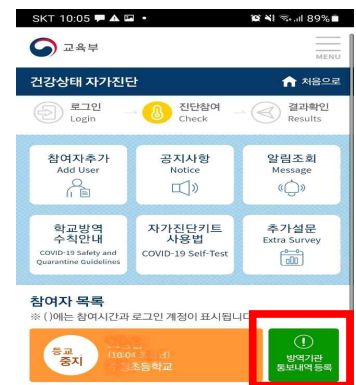 SKT 10:05
89%
교육부
MENU
건강상태 자가진단
처음으로
로그인
Login
진단참여
Check
결과확인
Results
참여자추가
Add User
공지사항
Notice
알림조회
Message
학교방역
수칙안내
COVID-19 Safety and
Quarantine Guidelines
자가진단키트
사용법
COVID-19 Self-Test
추가설문
Extra Survey
참여자 목록
※ ( )에는 참여시간과 로그인 계정이 표시됩니다
등교
중지
(10:04
초등학교
방역기관
통보내역 등록